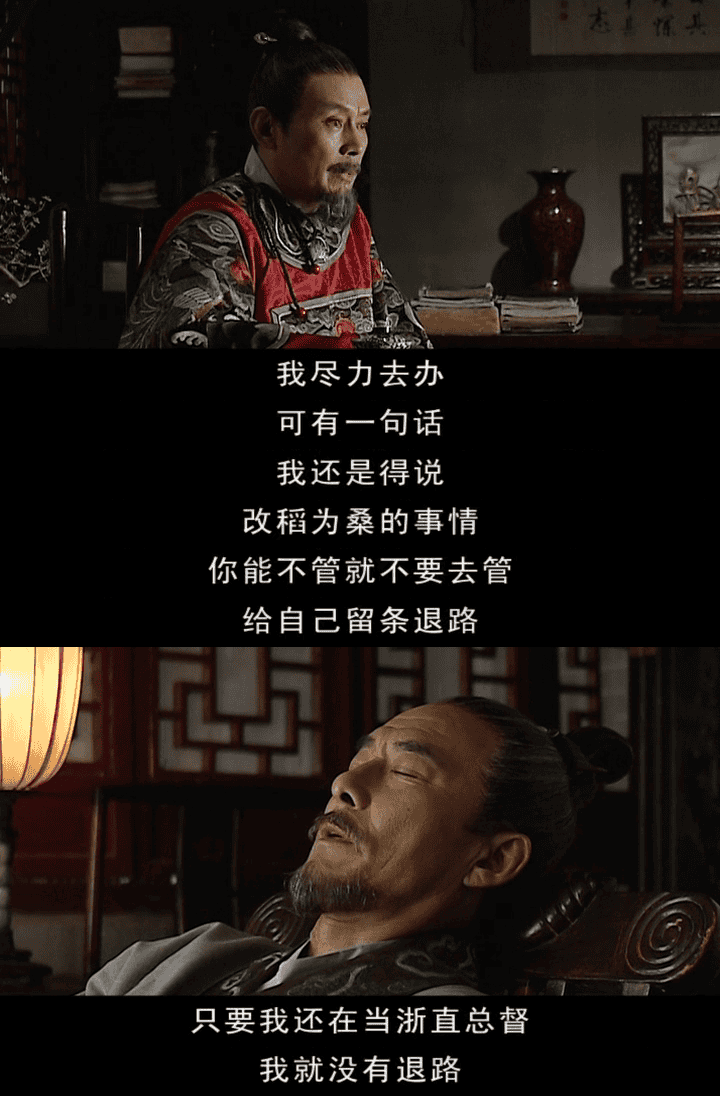 我尽力去办
可有一句话
我还是得说
改稻为桑的事情
你能不管就不要去管
给自己留条退路
只要我还在当浙直总督
我就没有退路